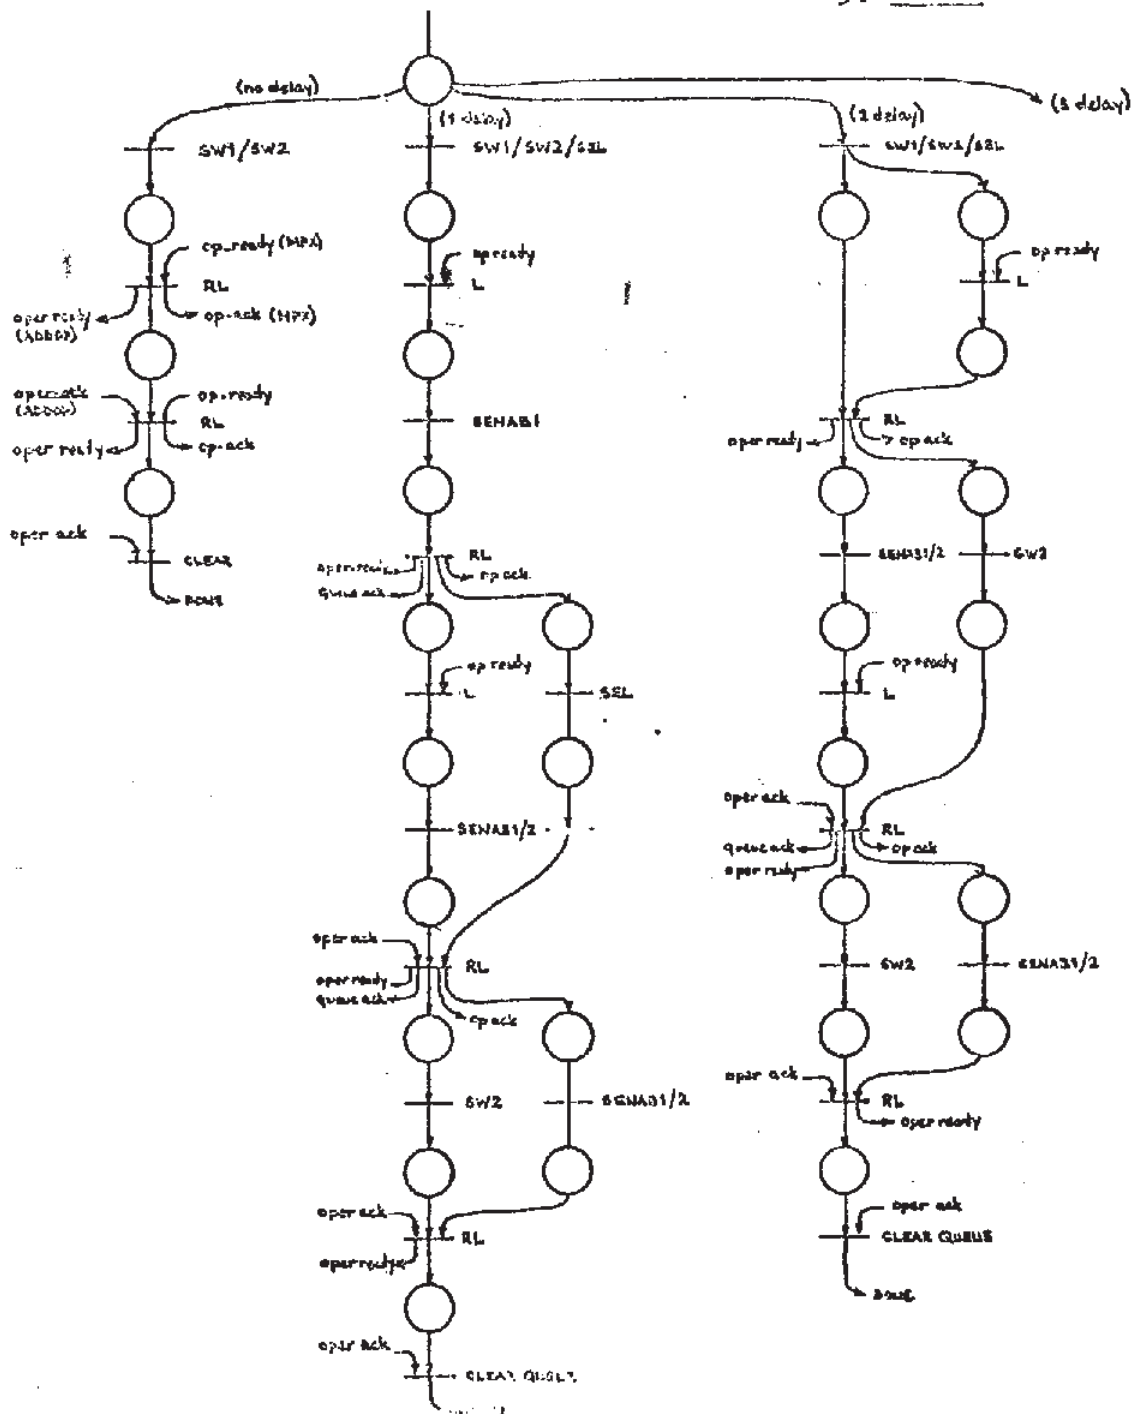 (no delay)
(1 delay)
(2 delay)
(3 delay)
SW1/SW2
SW1/SW2/SEL
SW1/SW2/SEL
op-ready (MPX)
RL
op-ack (MPX)
oper ready
op ready
L
op ready
L
SENAB1
op-ready
RL
op-ack
oper ready
RL
oper ready
op ack
oper ack
CLEAR
RL
op ack
queue ack
SENAB1/2
SW2
op ready
L
SEL
op ready
L
SENAB1/2
oper ack
RL
queue ack
op ack
oper ready
oper ack
RL
oper ready
queue ack
op ack
SW2
SENAB1/2
SW2
SENAB1/2
oper ack
RL
oper ready
oper ack
RL
oper ready
oper ack
CLEAR QUEUE
oper ack
CLEAR QUEUE